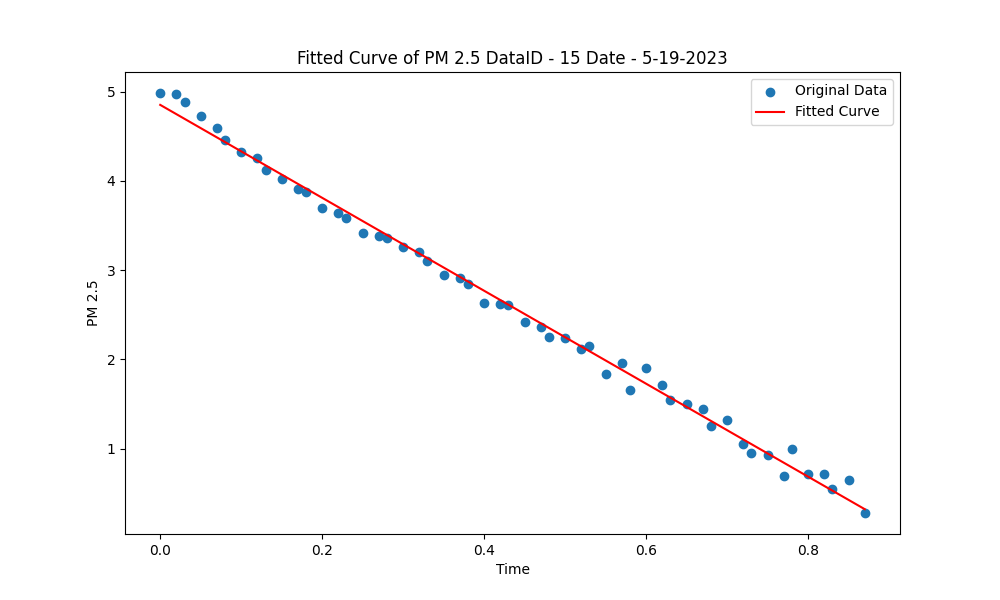 Fitted Curve of PM 2.5 DataID - 15 Date - 5-19-2023
Original Data
Fitted Curve
5
4
3
2
1
PM 2.5
0.0 0.2 0.4 0.6 0.8
Time